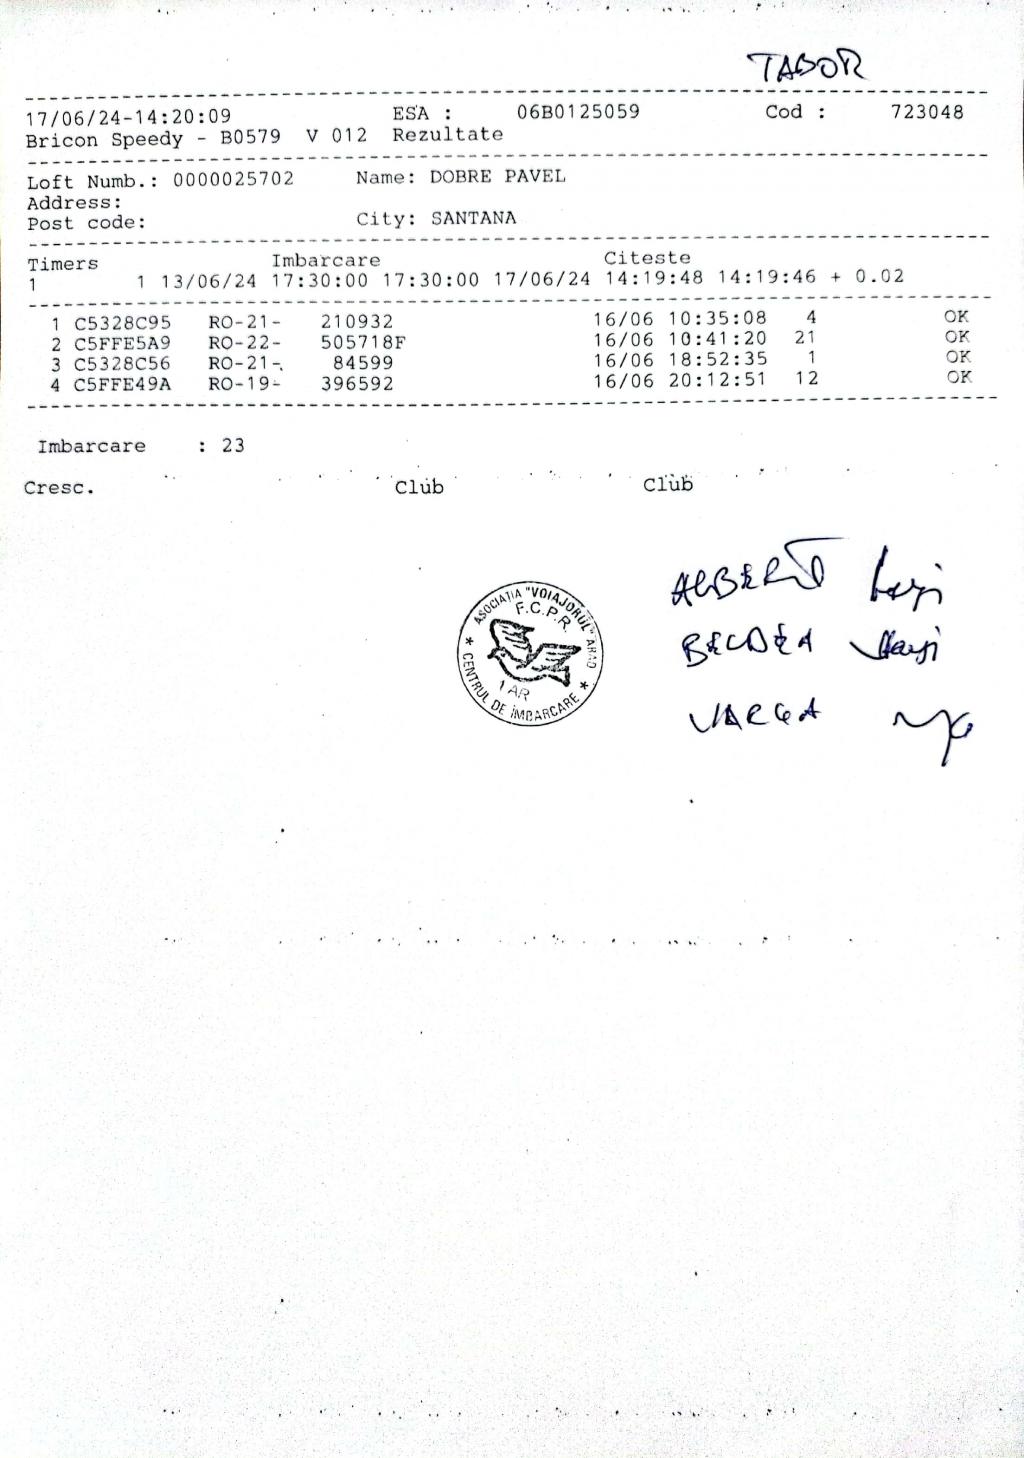 TABOR
17/06/24-14:20:09 ESA : 06B0125059 Cod : 723048
Bricon Speedy - B0579 V 012 Rezultate
Loft Numb.: 0000025702 Name: DOBRE PAVEL
Address:
Post code: City: SANTANA
Timers Imbarcare Citeste
1 1 13/06/24 17:30:00 17:30:00 17/06/24 14:19:48 14:19:46 + 0.02
1 C5328C95 RO-21- 210932 16/06 10:35:08 4 OK
2 C5FFE5A9 RO-22- 505718F 16/06 10:41:20 21 OK
3 C5328C56 RO-21- 84599 16/06 18:52:35 1 OK
4 C5FFE49A RO-19- 396592 16/06 20:12:51 12 OK
Imbarcare : 23
Cresc. Club Club
ASOCIAȚIA "VOIAJORUL" ARAD
F.C.P.R.
1 AR
* CENTRUL DE ÎMBARCARE *
ALBERT
BECDEA
VARGA